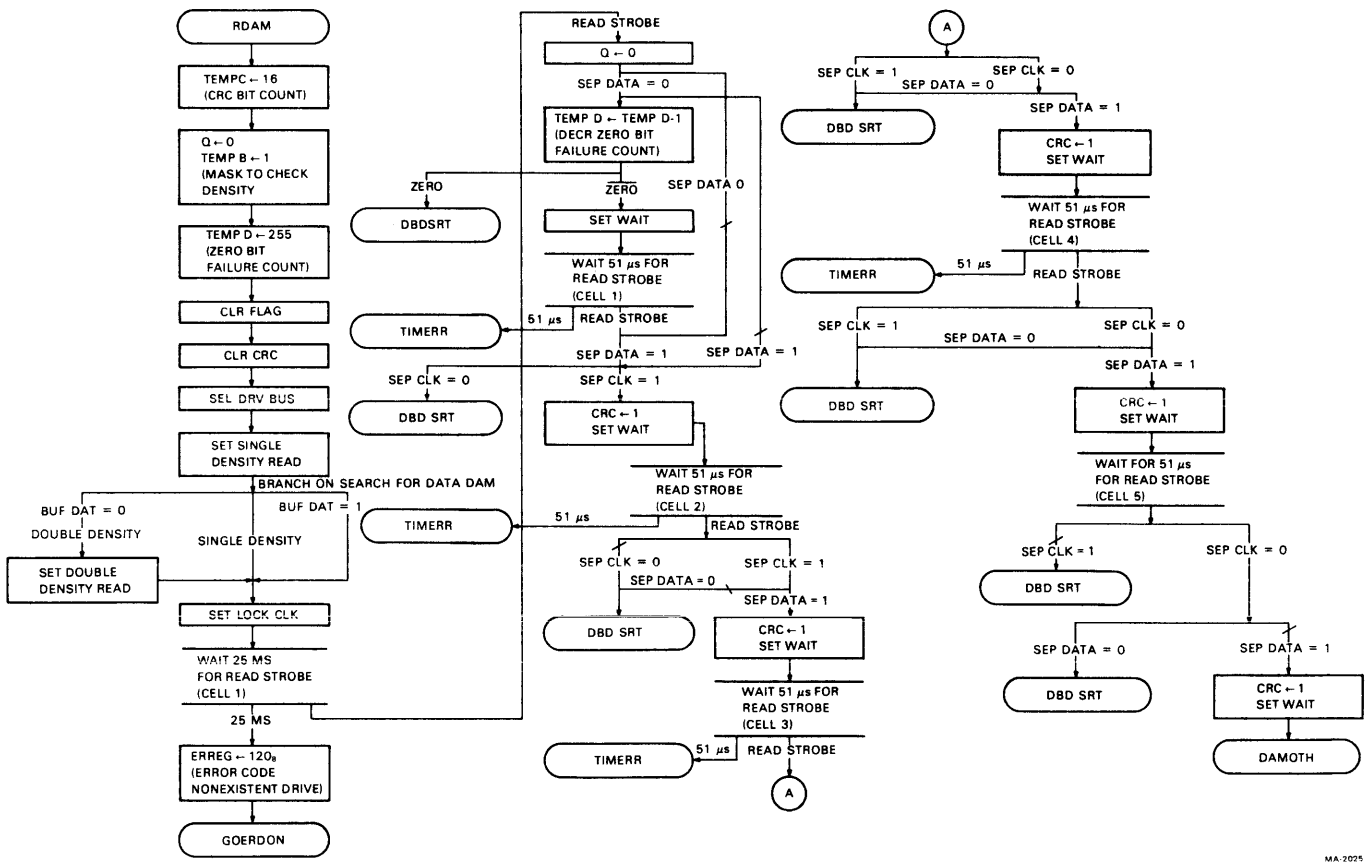 RDAM
TEMPC ← 16
(CRC BIT COUNT)
Q ← 0
TEMP B ← 1
(MASK TO CHECK
DENSITY
TEMP D ← 255
(ZERO BIT
FAILURE COUNT)
CLR FLAG
CLR CRC
SEL DRV BUS
SET SINGLE
DENSITY READ
BRANCH ON SEARCH FOR DATA DAM
BUF DAT = 0
BUF DAT = 1
DOUBLE DENSITY
SINGLE DENSITY
SET DOUBLE
DENSITY READ
SET LOCK CLK
WAIT 25 MS
FOR READ STROBE
(CELL 1)
25 MS
ERREG ← 120₈
(ERROR CODE
NONEXISTENT DRIVE)
GOERDON
READ STROBE
Q ← 0
SEP DATA = 0
TEMP D ← TEMP D-1
(DECR ZERO BIT
FAILURE COUNT)
ZERO
ZERO
SEP DATA 0
DBDSRT
SET WAIT
WAIT 51 µs FOR
READ STROBE
(CELL 1)
51 µs
READ STROBE
TIMERR
SEP DATA = 1
SEP DATA = 1
SEP CLK = 0
SEP CLK = 1
DBD SRT
CRC ← 1
SET WAIT
WAIT 51 µs FOR
READ STROBE
(CELL 2)
51 µs
READ STROBE
TIMERR
SEP CLK = 0
SEP CLK = 1
SEP DATA = 0
SEP DATA = 1
DBD SRT
CRC ← 1
SET WAIT
WAIT 51 µs FOR
READ STROBE
(CELL 3)
51 µs
READ STROBE
TIMERR
A
A
SEP CLK = 1
SEP CLK = 0
SEP DATA = 0
SEP DATA = 1
DBD SRT
CRC ← 1
SET WAIT
WAIT 51 µs FOR
READ STROBE
(CELL 4)
51 µs
READ STROBE
TIMERR
SEP CLK = 1
SEP CLK = 0
SEP DATA = 0
SEP DATA = 1
DBD SRT
CRC ← 1
SET WAIT
WAIT FOR 51 µs
FOR READ STROBE
(CELL 5)
SEP CLK = 1
SEP CLK = 0
DBD SRT
SEP DATA = 0
SEP DATA = 1
DBD SRT
CRC ← 1
SET WAIT
DAMOTH
MA-2025